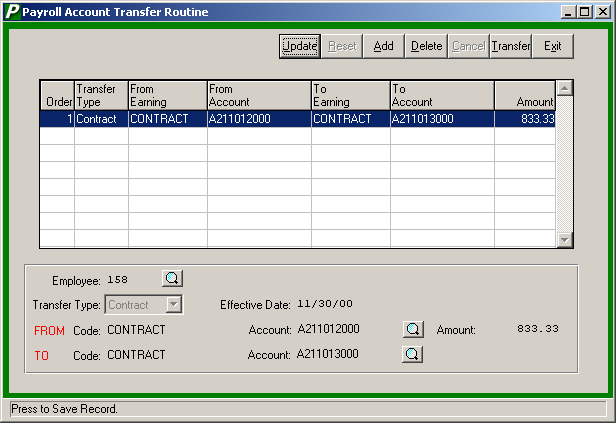 P Payroll Account Transfer Routine
Update Reset Add Delete Cancel Transfer Exit
Order Transfer Type From Earning From Account To Earning To Account Amount
1 Contract CONTRACT A211012000 CONTRACT A211013000 833.33
Employee: 158
Transfer Type: Contract Effective Date: 11/30/00
FROM Code: CONTRACT Account: A211012000 Amount: 833.33
TO Code: CONTRACT Account: A211013000
Press to Save Record.